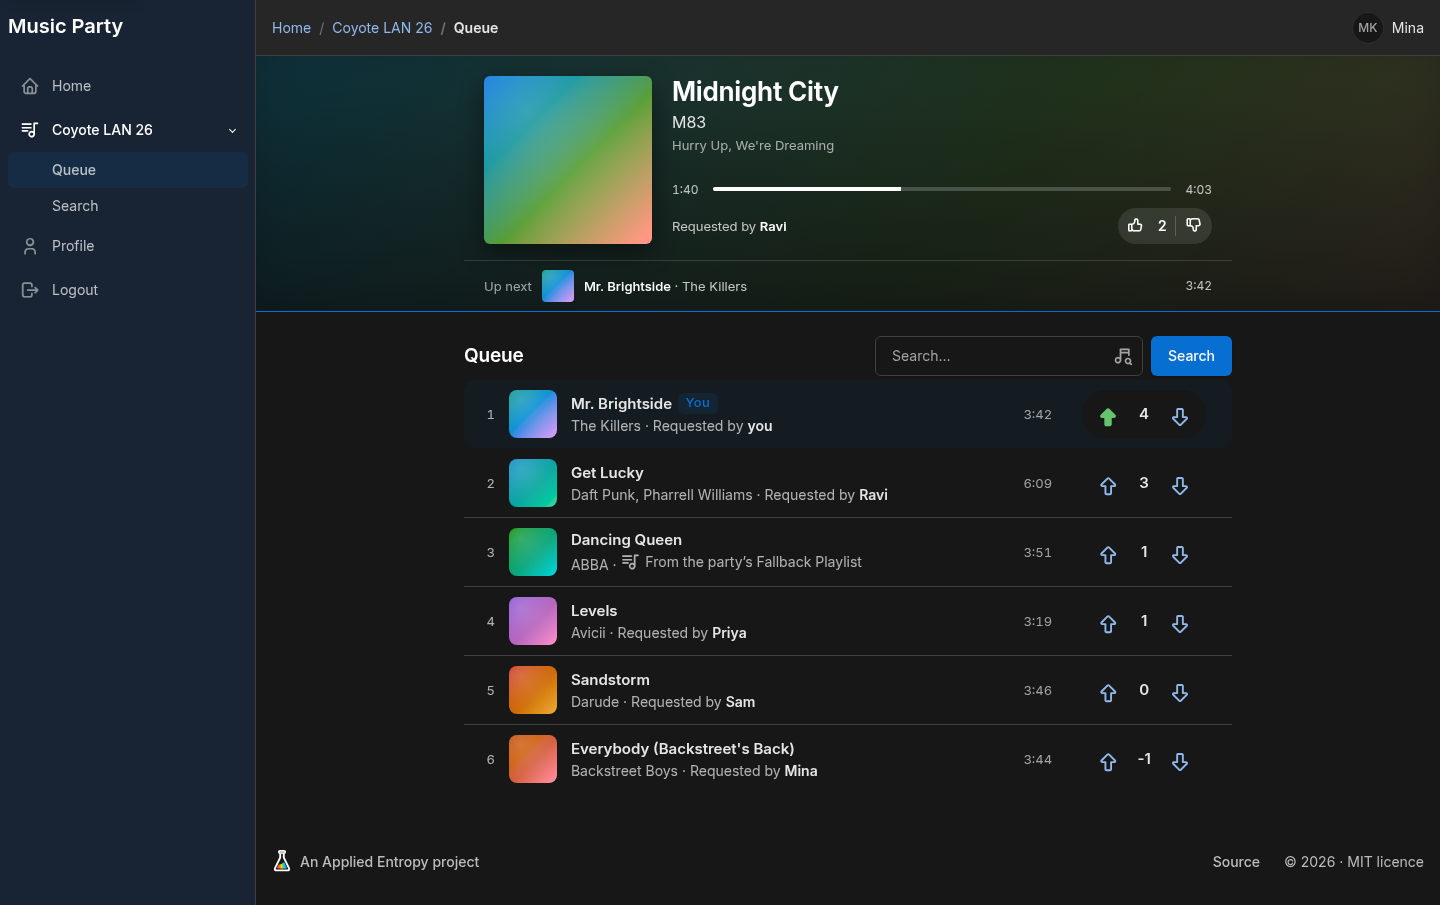 Music Party
Home
Coyote LAN 26
Queue
Search
Profile
Logout
Home / Coyote LAN 26 / Queue
MK Mina
Midnight City
M83
Hurry Up, We're Dreaming
1:40 4:03
Requested by Ravi 2
Up next Mr. Brightside · The Killers 3:42
Queue Search... Search
1 Mr. Brightside You 3:42 4
The Killers · Requested by you
2 Get Lucky 6:09 3
Daft Punk, Pharrell Williams · Requested by Ravi
3 Dancing Queen 3:51 1
ABBA · From the party’s Fallback Playlist
4 Levels 3:19 1
Avicii · Requested by Priya
5 Sandstorm 3:46 0
Darude · Requested by Sam
6 Everybody (Backstreet's Back) 3:44 -1
Backstreet Boys · Requested by Mina
An Applied Entropy project Source © 2026 · MIT licence